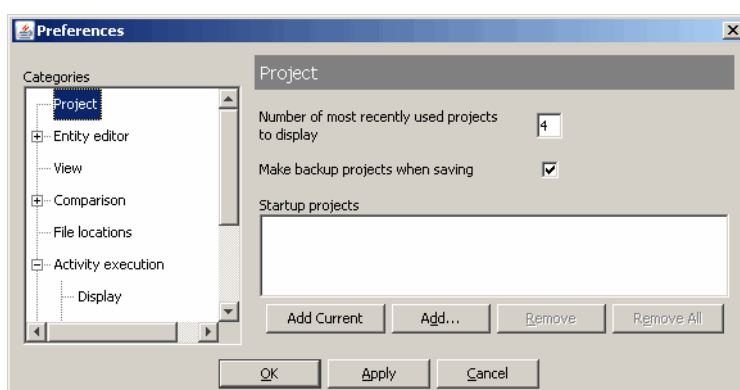 Preferences
Categories
Project
Entity editor
View
Comparison
File locations
Activity execution
Display
Project
Number of most recently used projects
to display
4
Make backup projects when saving
Startup projects
Add Current
Add...
Remove
Remove All
OK
Apply
Cancel